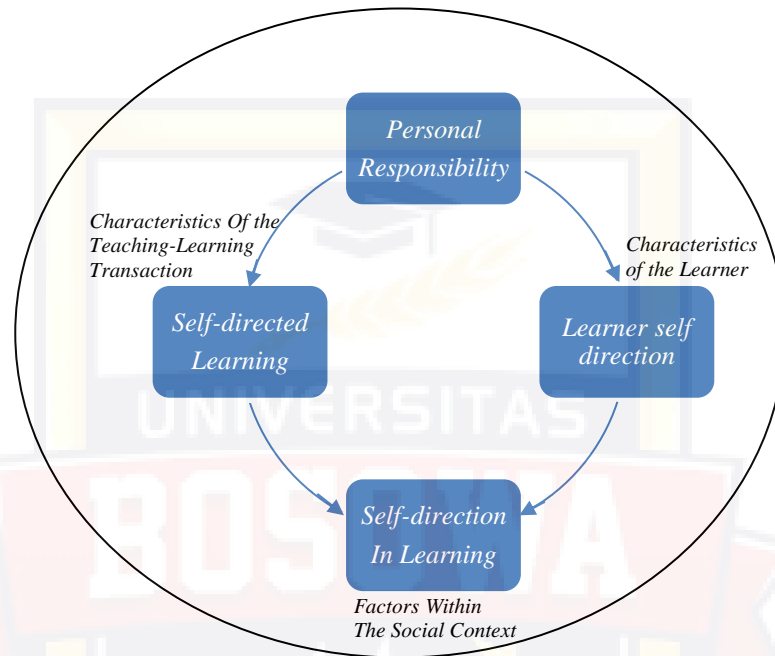 Personal
Responsibility
Characteristics Of the
Teaching-Learning
Transaction
Characteristics
of the Learner
Self-directed
Learning
Learner self
direction
UNIVERSITAS
BOSOWA
Self-direction
In Learning
Factors Within
The Social Context